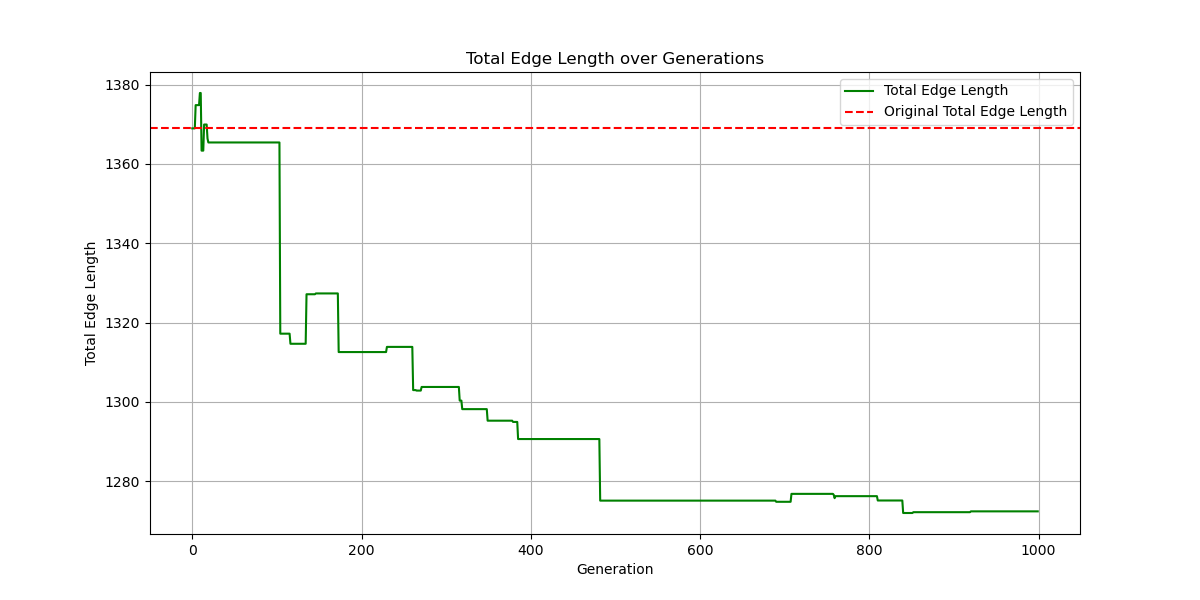 Total Edge Length over Generations
Total Edge Length
Original Total Edge Length
1380
1360
1340
1320
1300
1280
Total Edge Length
0
200
400
600
800
1000
Generation